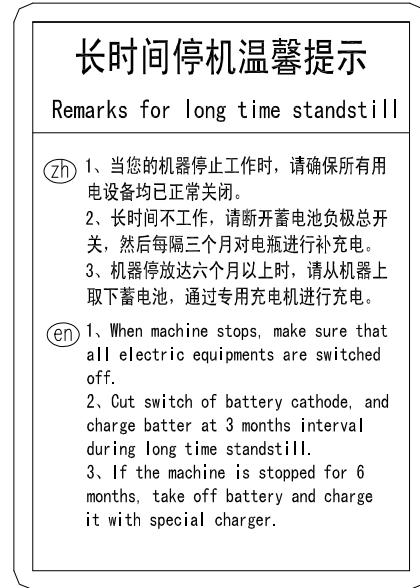 长时间停机温馨提示
Remarks for long time standstill
zh
1、当您的机器停止工作时，请确保所有用
电设备均已正常关闭。
2、长时间不工作，请断开蓄电池负极总开
关，然后每隔三个月对电瓶进行补充电。
3、机器停放达六个月以上时，请从机器上
取下蓄电池，通过专用充电机进行充电。
en
1、When machine stops, make sure that
all electric equipments are switched
off.
2、Cut switch of battery cathode, and
charge batter at 3 months interval
during long time standstill.
3、If the machine is stopped for 6
months, take off battery and charge
it with special charger.